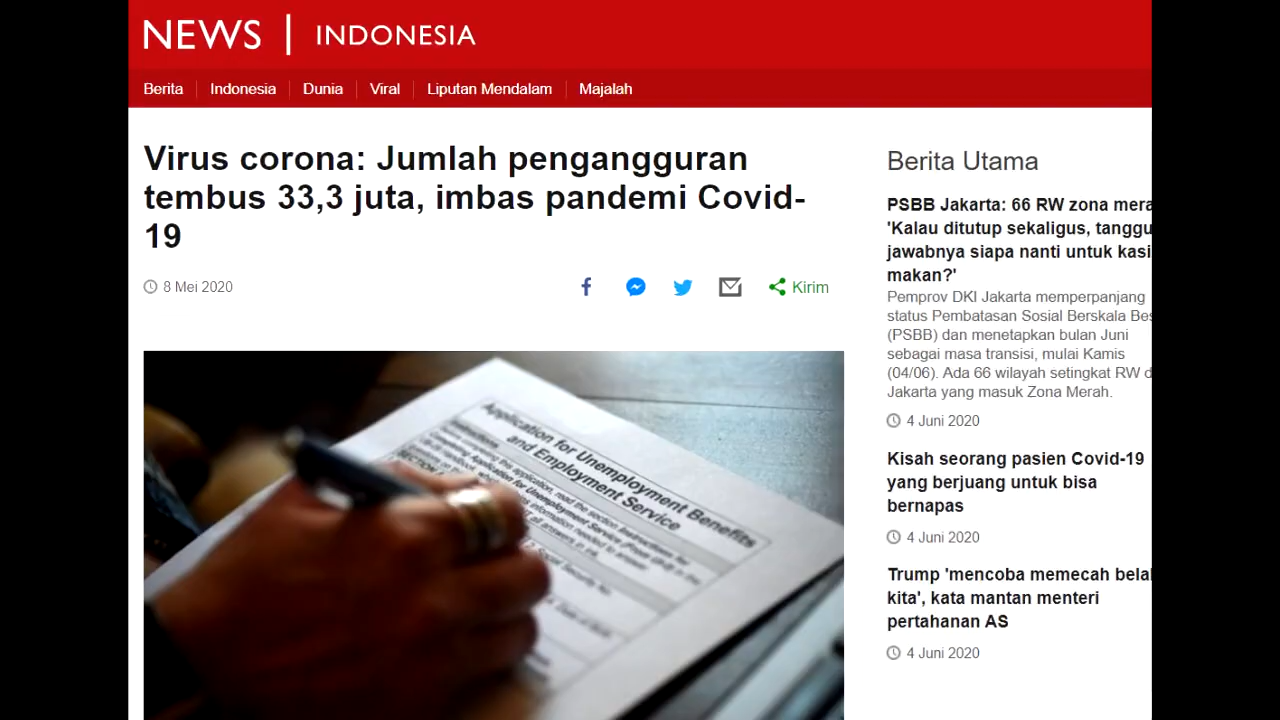 NEWS | INDONESIA
Berita
Indonesia
Dunia
Viral
Liputan Mendalam
Majalah
Virus corona: Jumlah pengangguran
tembus 33,3 juta, imbas pandemi Covid-
19
8 Mei 2020
Kirim
Application for Unemployment Benefits
and Employment Service
Berita Utama
PSBB Jakarta: 66 RW zona mera
'Kalau ditutup sekaligus, tanggu
jawabnya siapa nanti untuk kasi
makan?'
Pemprov DKI Jakarta memperpanjang
status Pembatasan Sosial Berskala Bes
(PSBB) dan menetapkan bulan Juni
sebagai masa transisi, mulai Kamis
(04/06). Ada 66 wilayah setingkat RW d
Jakarta yang masuk Zona Merah.
4 Juni 2020
Kisah seorang pasien Covid-19
yang berjuang untuk bisa
bernapas
4 Juni 2020
Trump 'mencoba memecah belal
kita', kata mantan menteri
pertahanan AS
4 Juni 2020